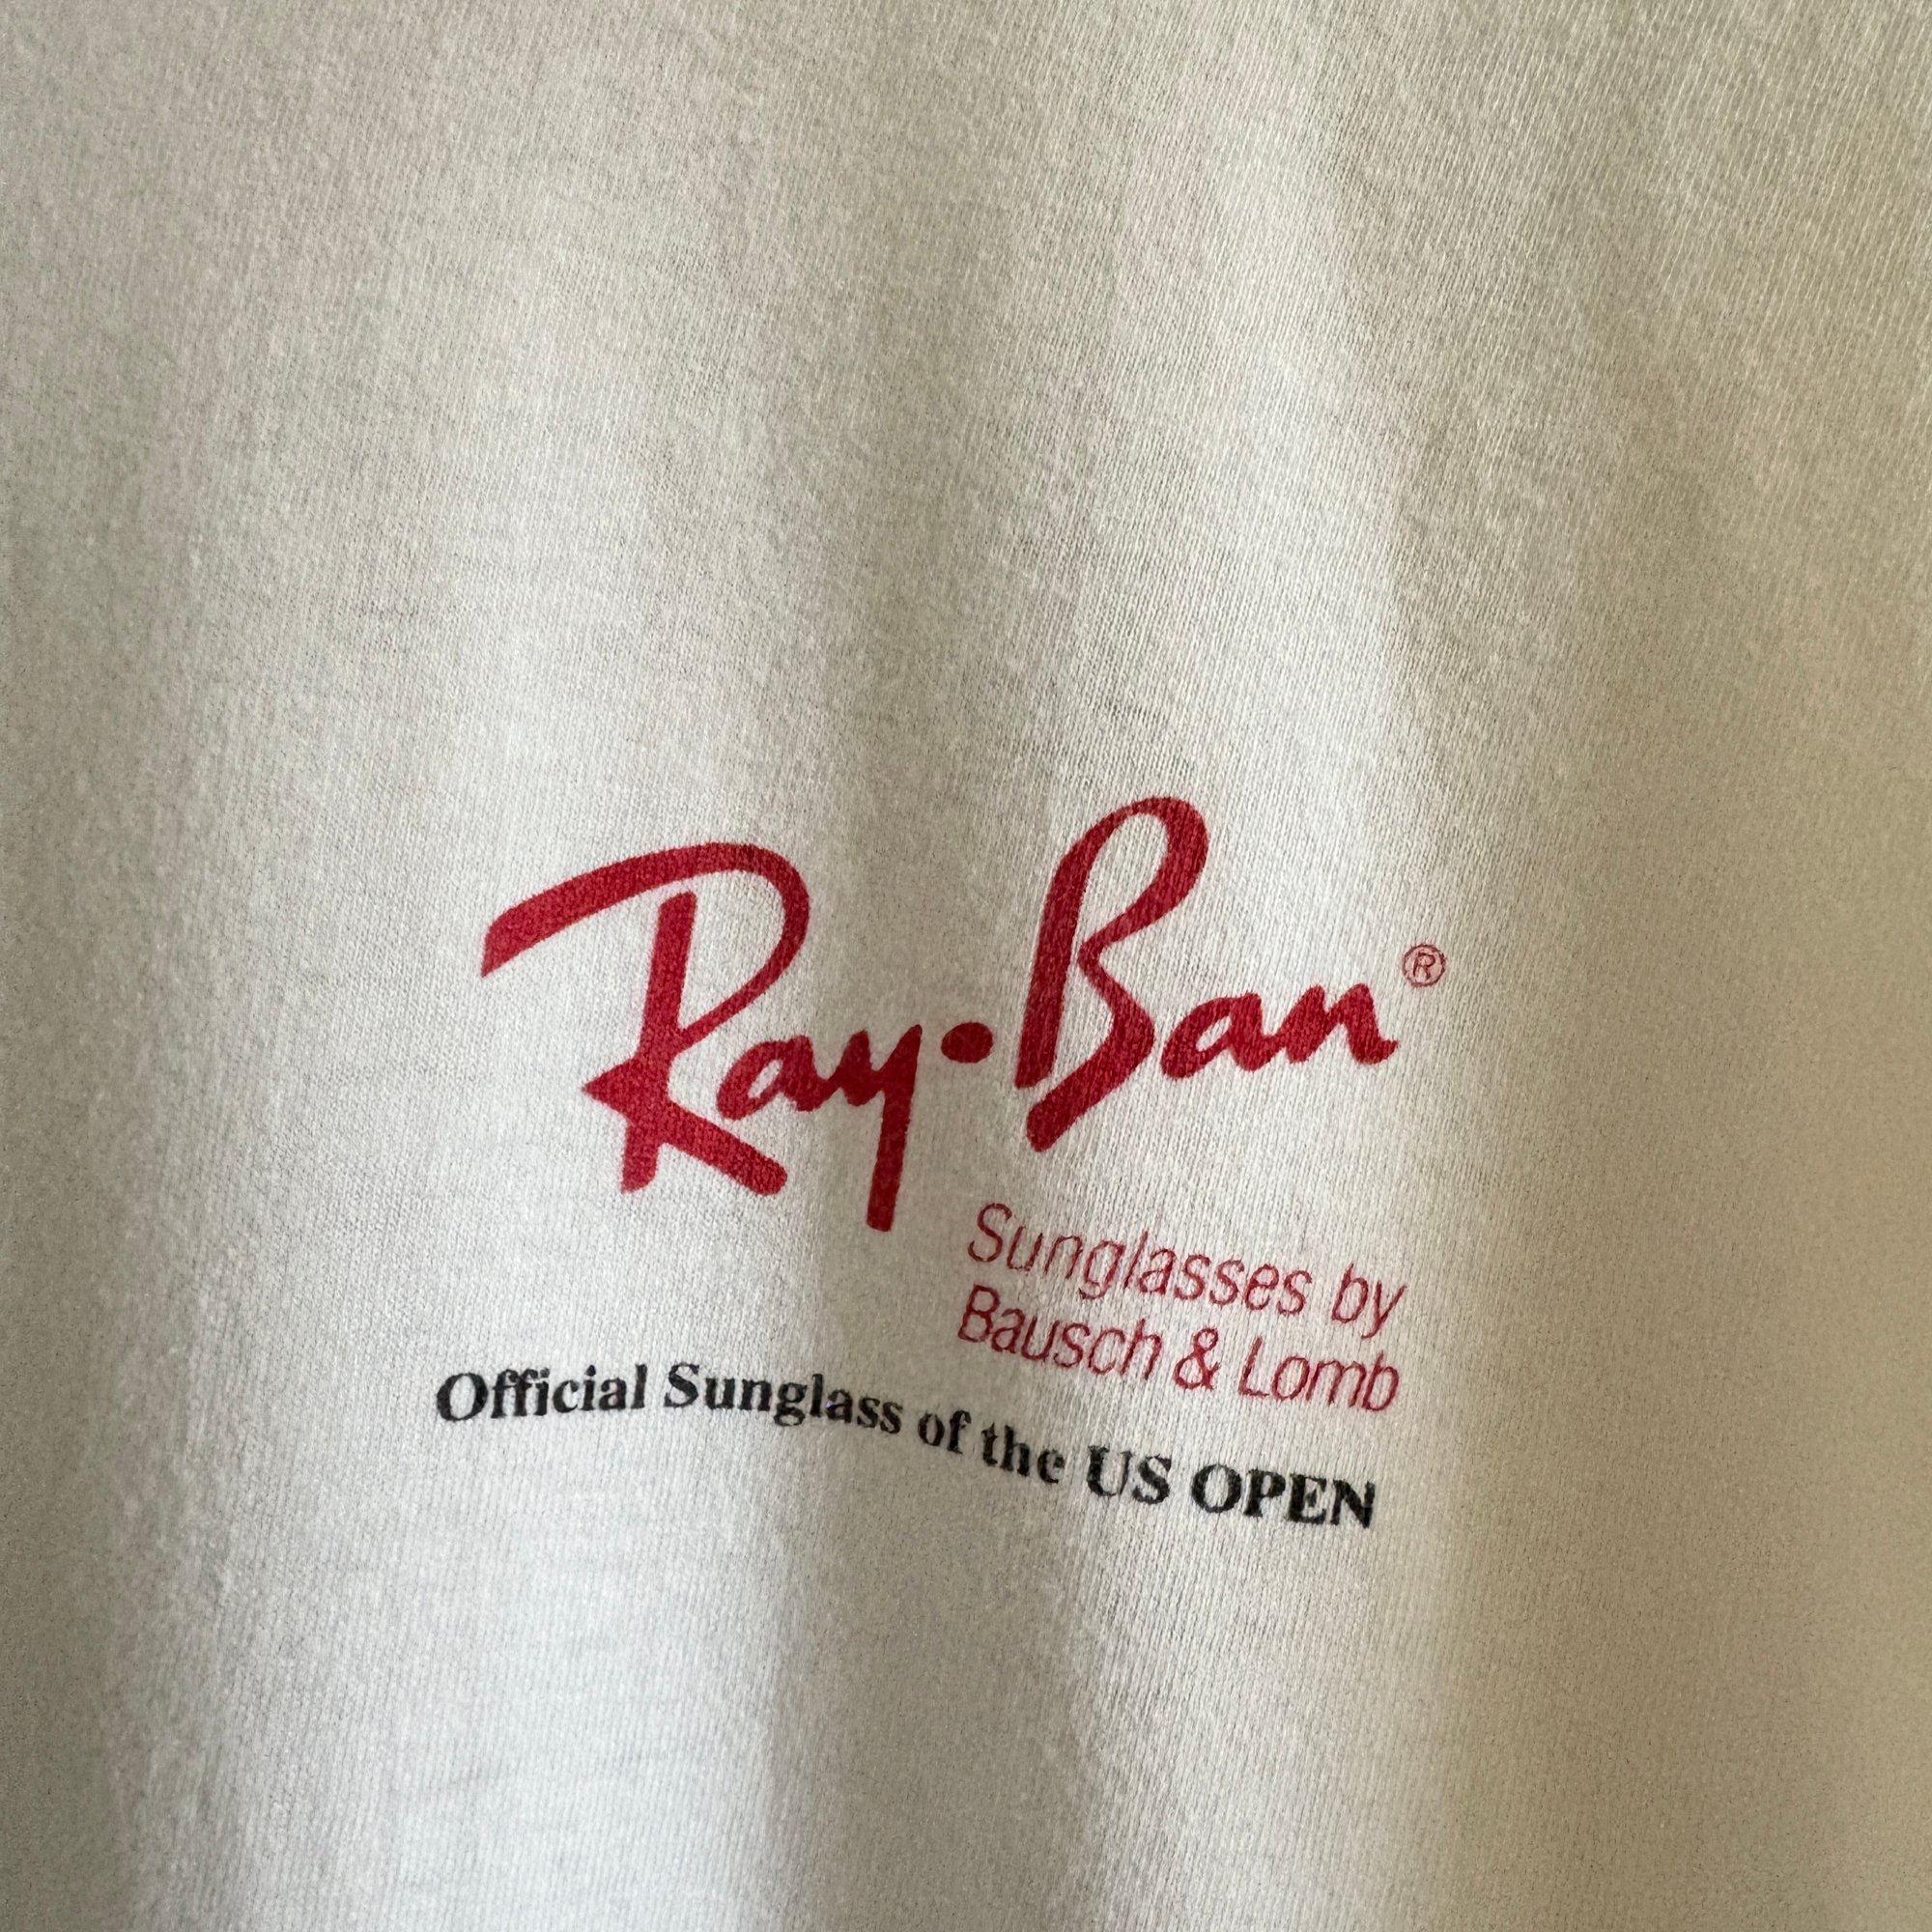 Ray•Ban®
Sunglasses by
Bausch & Lomb
Official Sunglass of the US OPEN